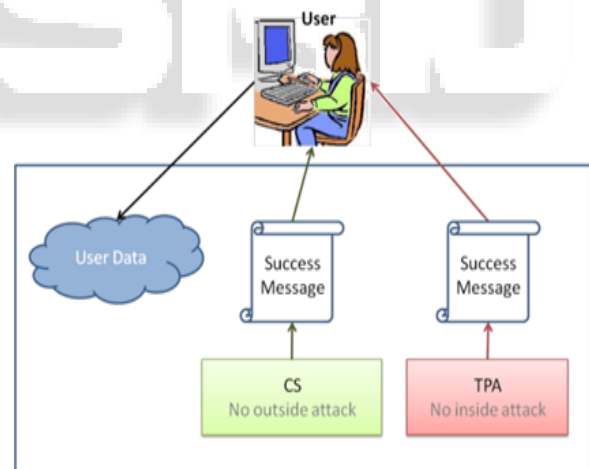 User
User Data
Success
Message
Success
Message
CS
No outside attack
TPA
No inside attack